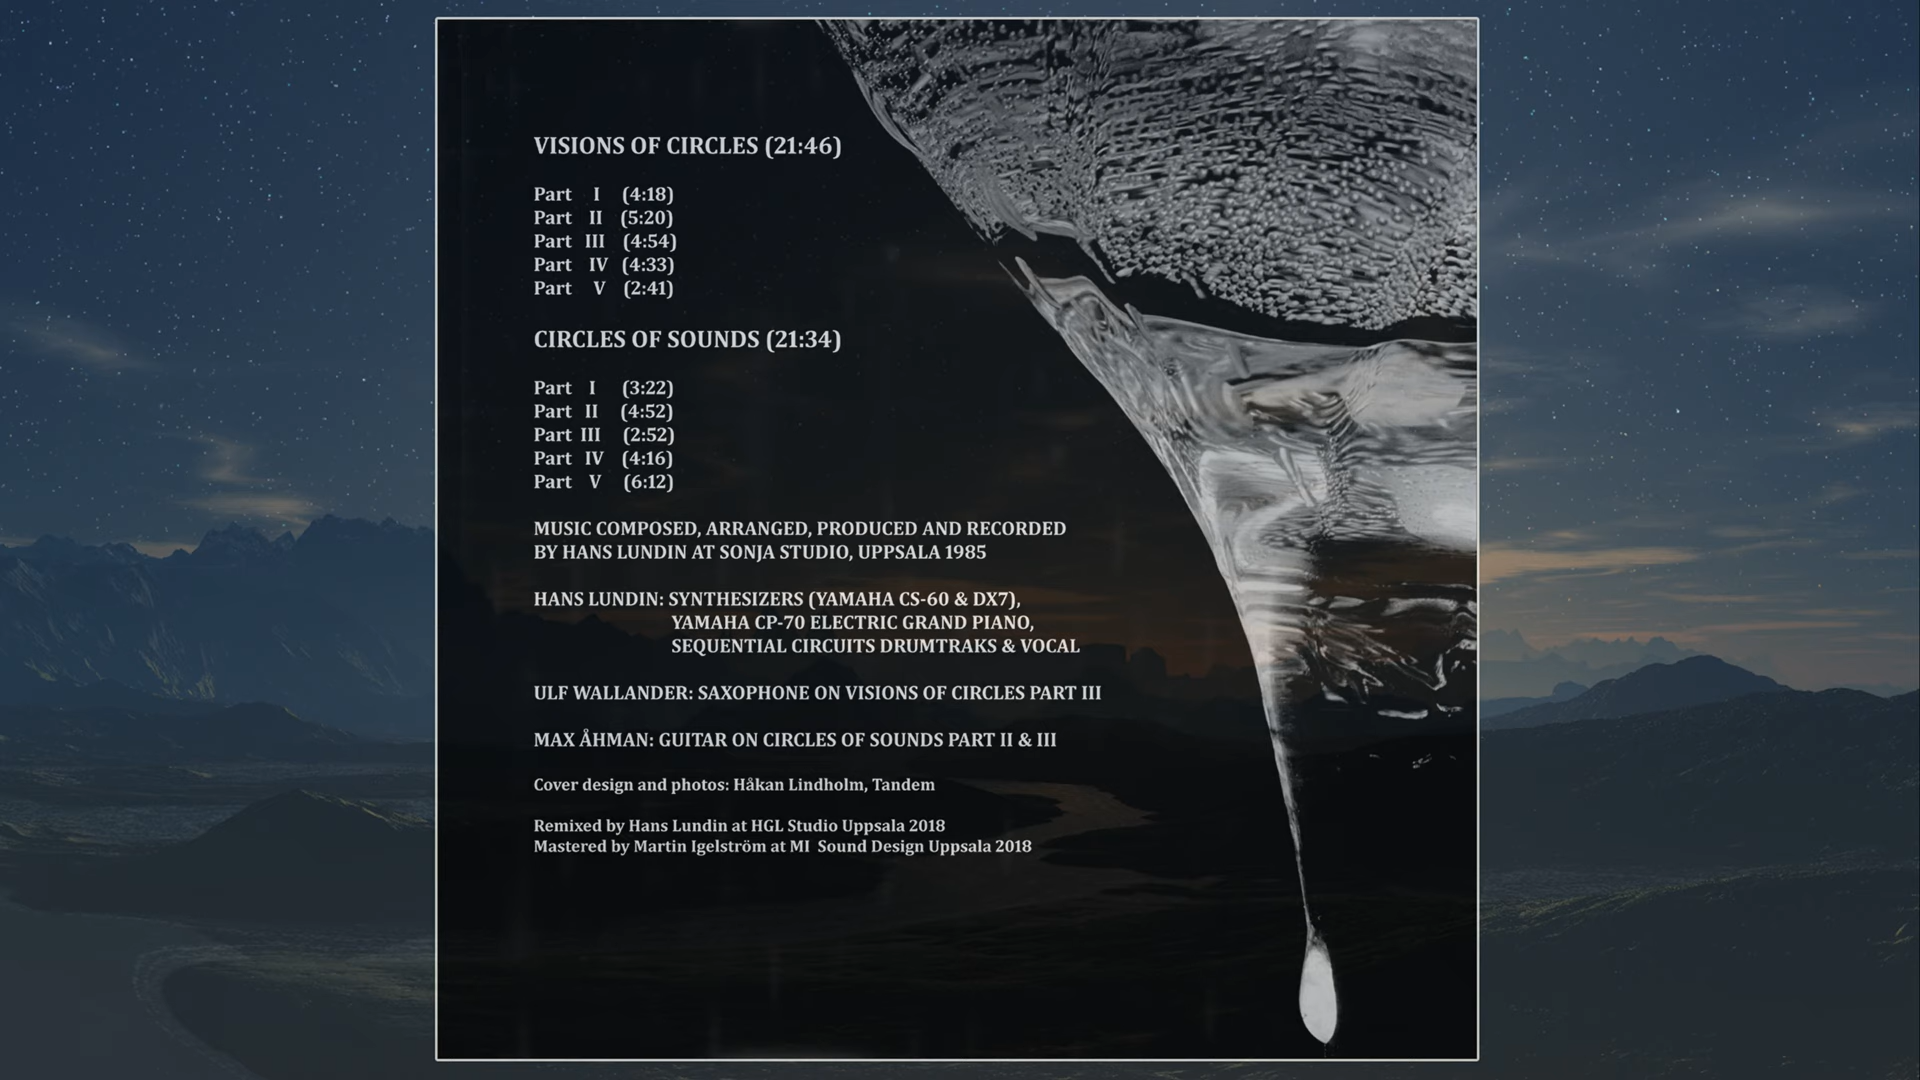 VISIONS OF CIRCLES (21:46)
Part I (4:18)
Part II (5:20)
Part III (4:54)
Part IV (4:33)
Part V (2:41)
CIRCLES OF SOUNDS (21:34)
Part I (3:22)
Part II (4:52)
Part III (2:52)
Part IV (4:16)
Part V (6:12)
MUSIC COMPOSED, ARRANGED, PRODUCED AND RECORDED
BY HANS LUNDIN AT SONJA STUDIO, UPPSALA 1985
HANS LUNDIN: SYNTHESIZERS (YAMAHA CS-60 & DX7),
YAMAHA CP-70 ELECTRIC GRAND PIANO,
SEQUENTIAL CIRCUITS DRUMTRAKS & VOCAL
ULF WALLANDER: SAXOPHONE ON VISIONS OF CIRCLES PART III
MAX ÅHMAN: GUITAR ON CIRCLES OF SOUNDS PART II & III
Cover design and photos: Håkan Lindholm, Tandem
Remixed by Hans Lundin at HGL Studio Uppsala 2018
Mastered by Martin Igelström at MI Sound Design Uppsala 2018